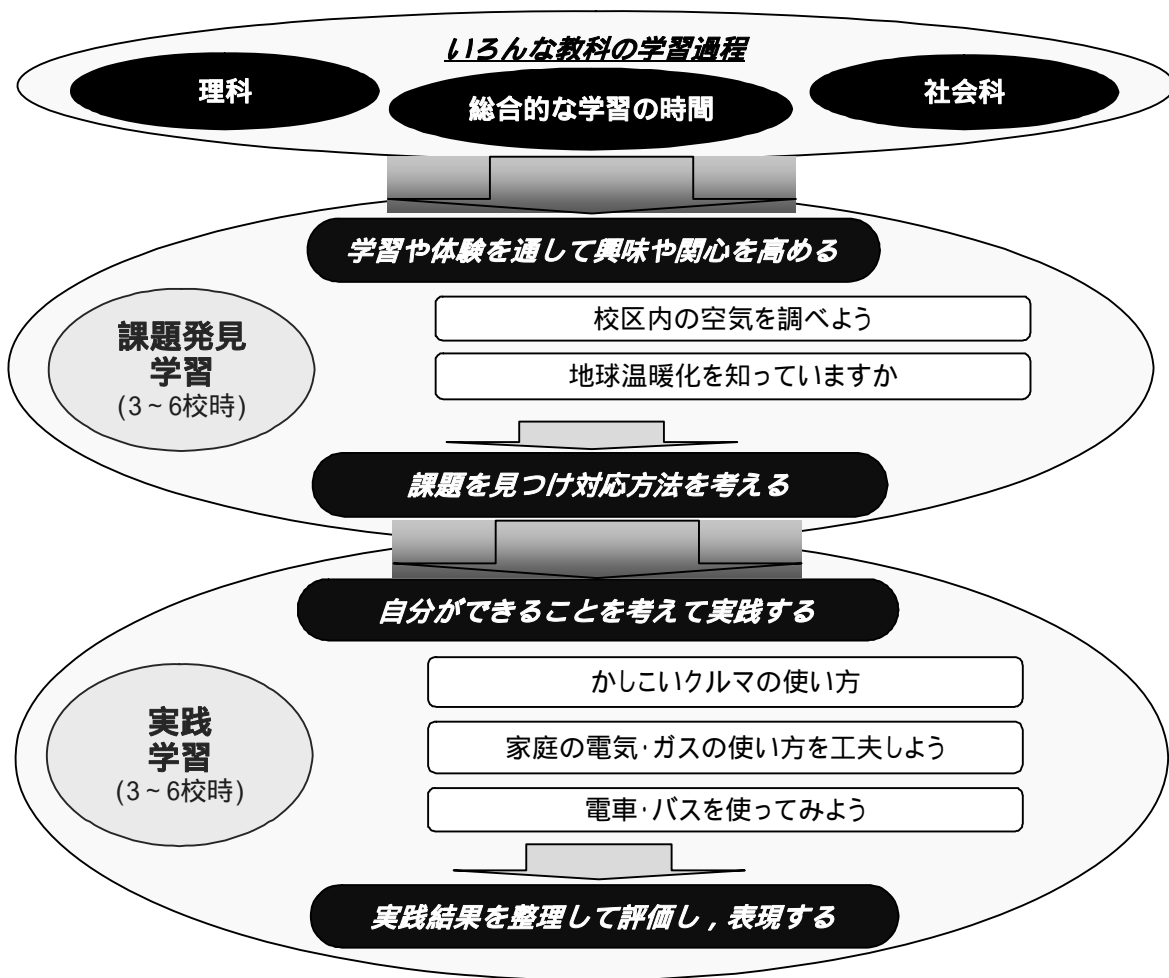 いろんな教科の学習過程
理科
総合的な学習の時間
社会科
学習や体験を通して興味や関心を高める
課題発見
学習
(3~6校時)
校区内の空気を調べよう
地球温暖化を知っていますか
課題を見つけ対応方法を考える
自分ができることを考えて実践する
実践
学習
(3~6校時)
かしこいクルマの使い方
家庭の電気・ガスの使い方を工夫しよう
電車・バスを使ってみよう
実践結果を整理して評価し,表現する